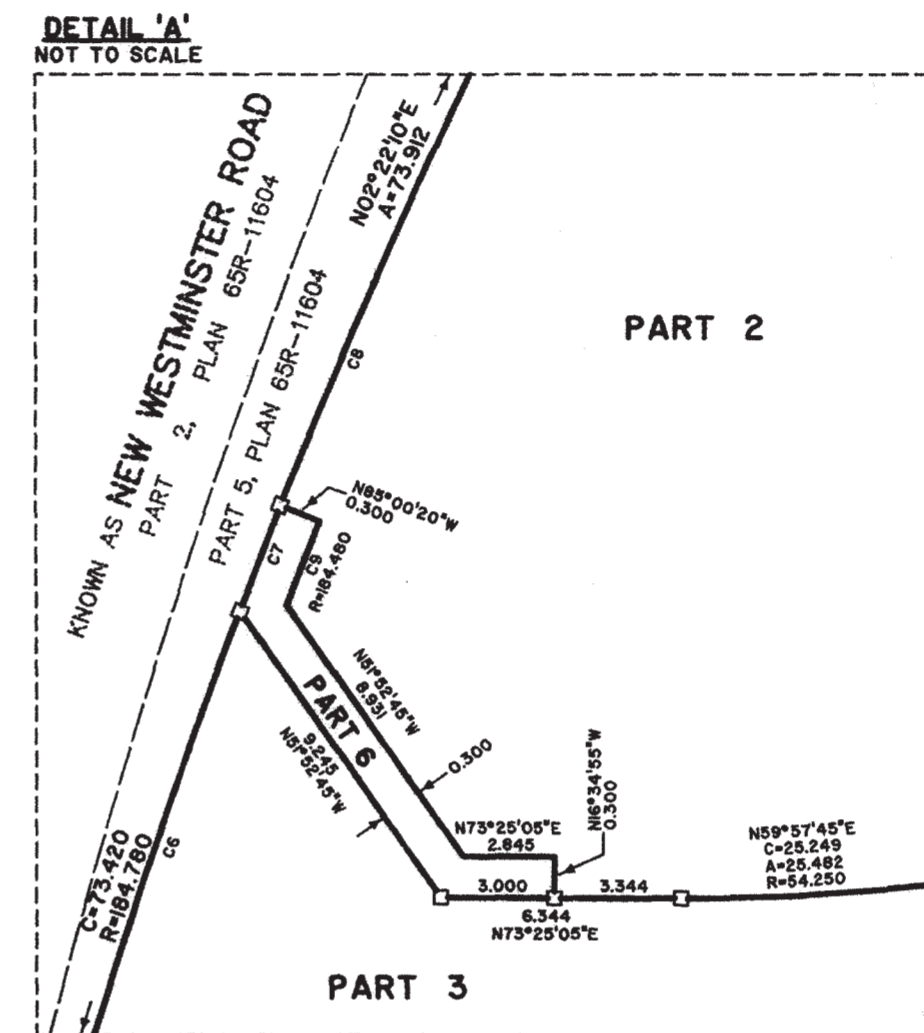 DETAIL 'A'
NOT TO SCALE
KNOWN AS NEW WESTMINSTER ROAD
PART 2, PLAN 65R-11604
PART 5, PLAN 65R-11604
N02°22'10"E
A=73.912
C8
PART 2
N85°00'20"W
0.300
C7
C9
R=184.480
N51°52'45"W
8.931
PART 6
9.245
N51°52'45"W
0.300
N16°34'55"W
0.300
N73°25'05"E
2.845
3.000
3.344
6.344
N73°25'05"E
N59°57'45"E
C=25.249
A=25.482
R=54.250
C6
C=73.420
R=184.780
PART 3